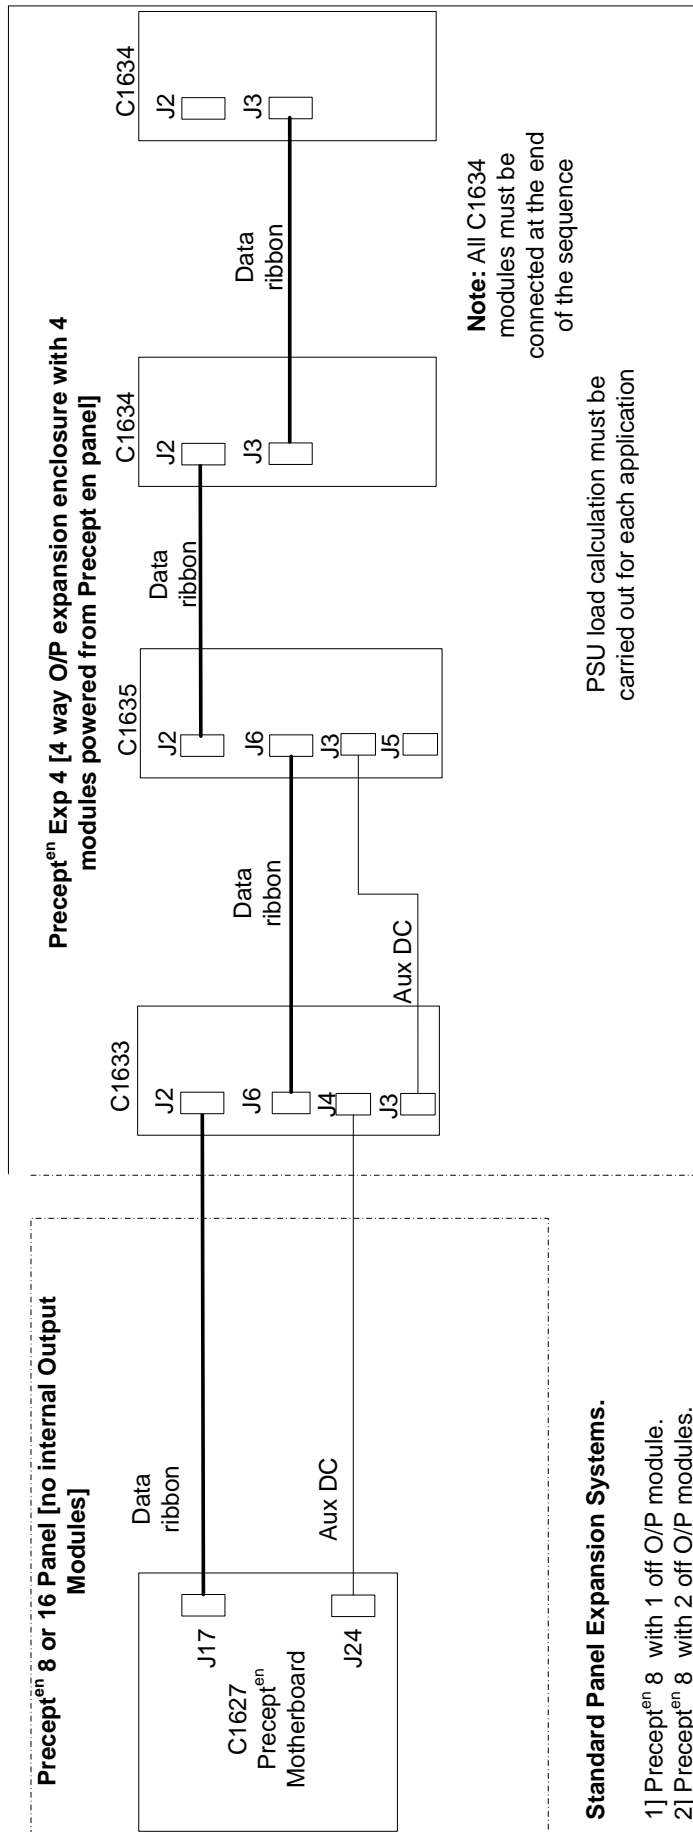 Precept^en 8 or 16 Panel [no internal Output
Modules]
C1627
Precept^en
Motherboard
J17
J24
Data
ribbon
Aux DC
Standard Panel Expansion Systems.
1] Precept^en 8 with 1 off O/P module.
2] Precept^en 8 with 2 off O/P modules.
Precept^en Exp 4 [4 way O/P expansion enclosure with 4
modules powered from Precept en panel]
C1633
J2
J6
J4
J3
Data
ribbon
Aux DC
C1635
J2
J6
J3
J5
Data
ribbon
C1634
J2
J3
Data
ribbon
C1634
J2
J3
Note: All C1634
modules must be
connected at the end
of the sequence
PSU load calculation must be
carried out for each application